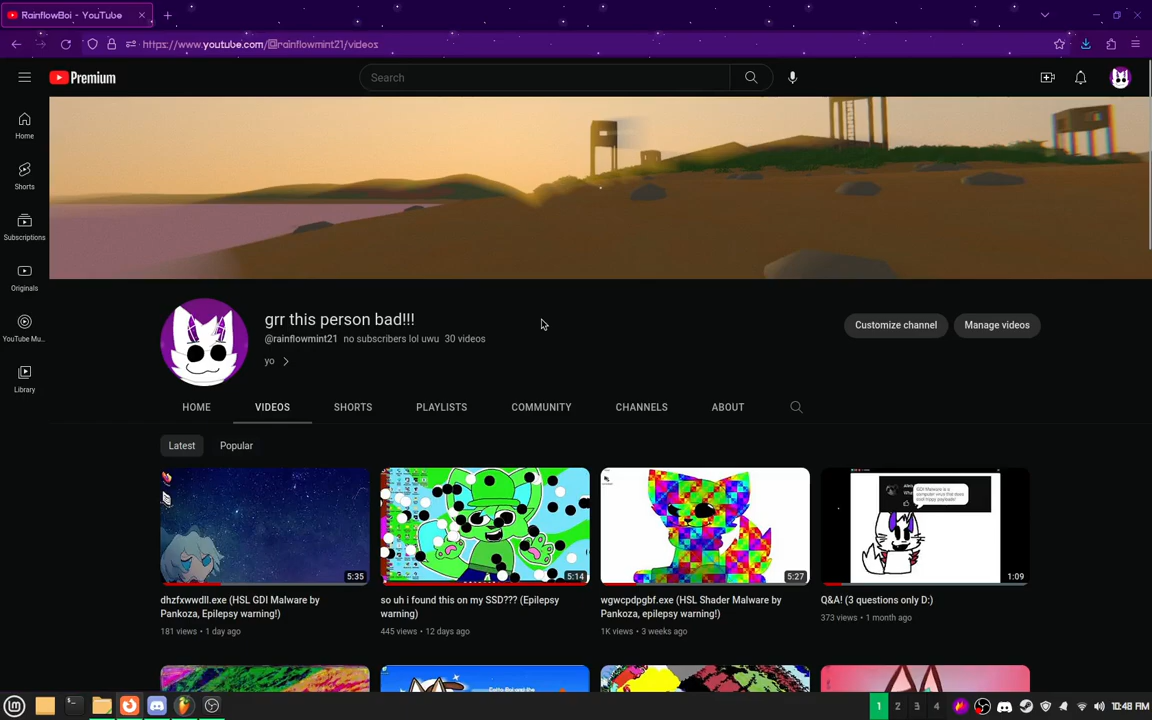 RainflowBoi - YouTube
https://www.youtube.com/@rainflowmint21/videos
Premium
Search
Home
Shorts
Subscriptions
Originals
YouTube Mu...
Library
grr this person bad!!!
@rainflowmint21 no subscribers lol uwu 30 videos
yo
Customize channel
Manage videos
HOME VIDEOS SHORTS PLAYLISTS COMMUNITY CHANNELS ABOUT
Latest Popular
5:35
5:14
5:27
1:09
dhzfxwwdll.exe (HSL GDI Malware by
Pankoza, Epilepsy warning!)
181 views • 1 day ago
so uh i found this on my SSD??? (Epilepsy
warning)
445 views • 12 days ago
wgwcpdpgbf.exe (HSL Shader Malware by
Pankoza, epilepsy warning!)
1K views • 3 weeks ago
Q&A! (3 questions only D:)
373 views • 1 month ago
1 2 3 4
10:48 PM